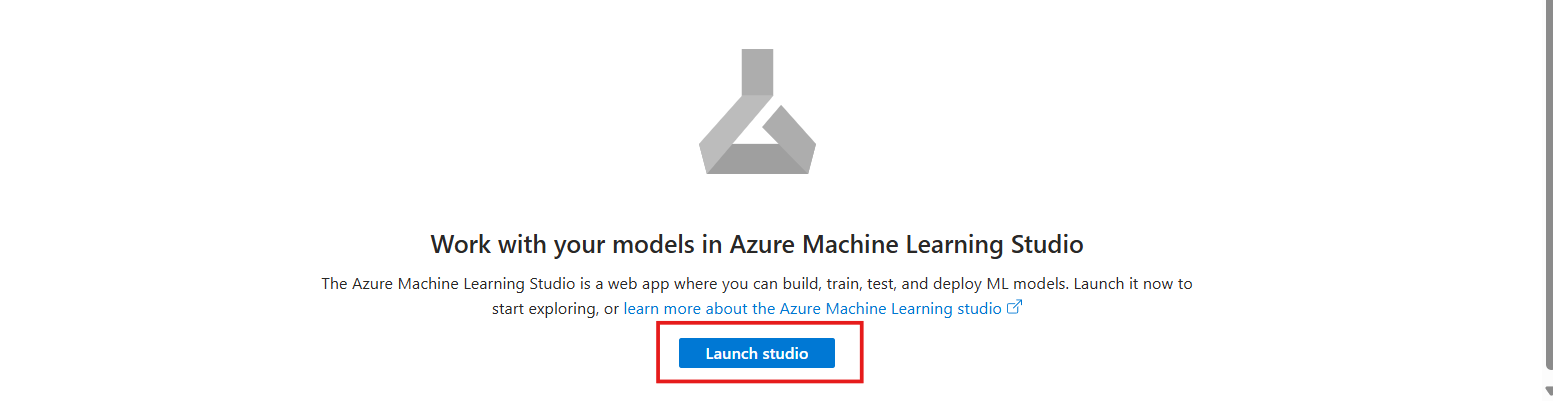 Work with your models in Azure Machine Learning Studio
The Azure Machine Learning Studio is a web app where you can build, train, test, and deploy ML models. Launch it now to
start exploring, or learn more about the Azure Machine Learning studio
Launch studio